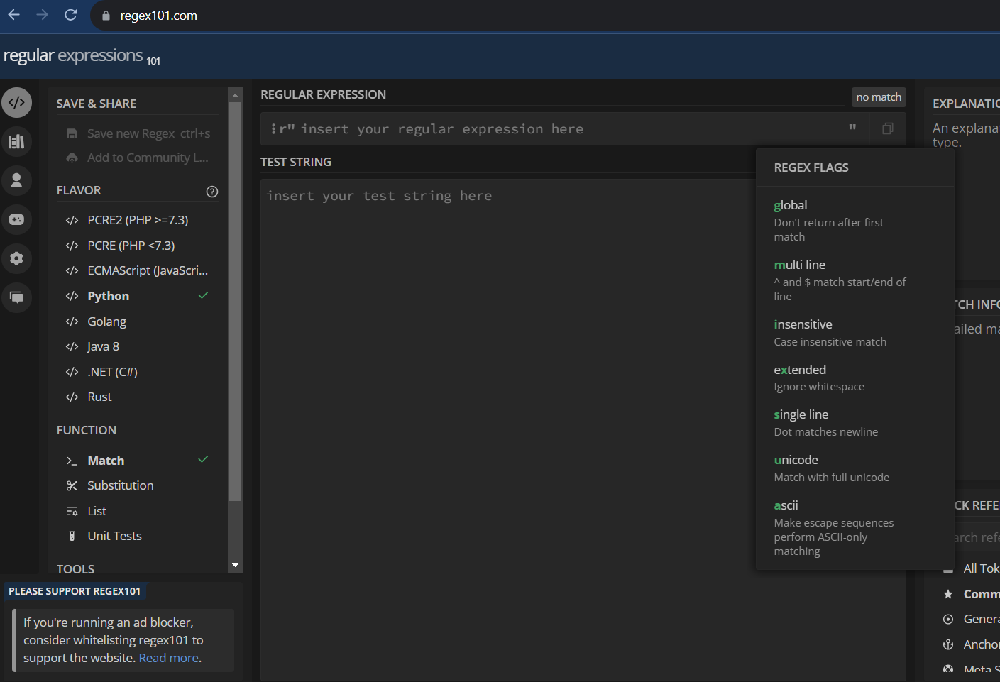 regex101.com
regular expressions 101
SAVE & SHARE
Save new Regex ctrl+s
Add to Community L...
FLAVOR
PCRE2 (PHP >=7.3)
PCRE (PHP <7.3)
ECMAScript (JavaScri...
Python
Golang
Java 8
.NET (C#)
Rust
FUNCTION
Match
Substitution
List
Unit Tests
TOOLS
PLEASE SUPPORT REGEX101
If you're running an ad blocker,
consider whitelisting regex101 to
support the website. Read more.
REGULAR EXPRESSION
no match
r" insert your regular expression here "
TEST STRING
insert your test string here
REGEX FLAGS
global
Don't return after first
match
multi line
^ and $ match start/end of
line
insensitive
Case insensitive match
extended
Ignore whitespace
single line
Dot matches newline
unicode
Match with full unicode
ascii
Make escape sequences
perform ASCII-only
matching
EXPLANATIO
An explana
type.
TCH INFO
ailed ma
CK REFE
arch refe
All Tok
Comm
Genera
Anchor
Meta S